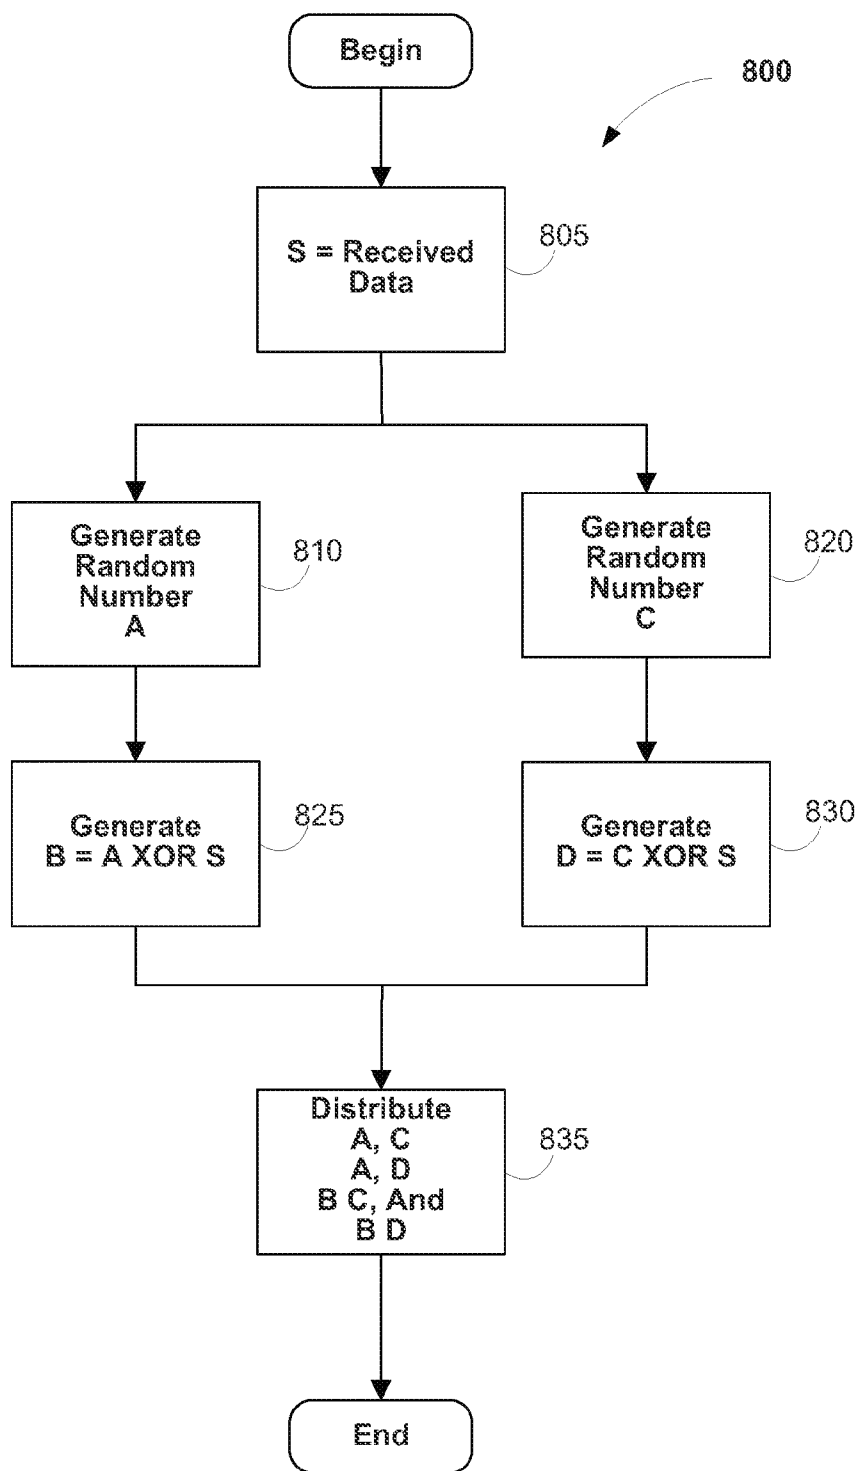 Begin
800
S = Received
Data
805
Generate
Random
Number
A
810
Generate
Random
Number
C
820
Generate
B = A XOR S
825
Generate
D = C XOR S
830
Distribute
A, C
A, D
B C, And
B D
835
End